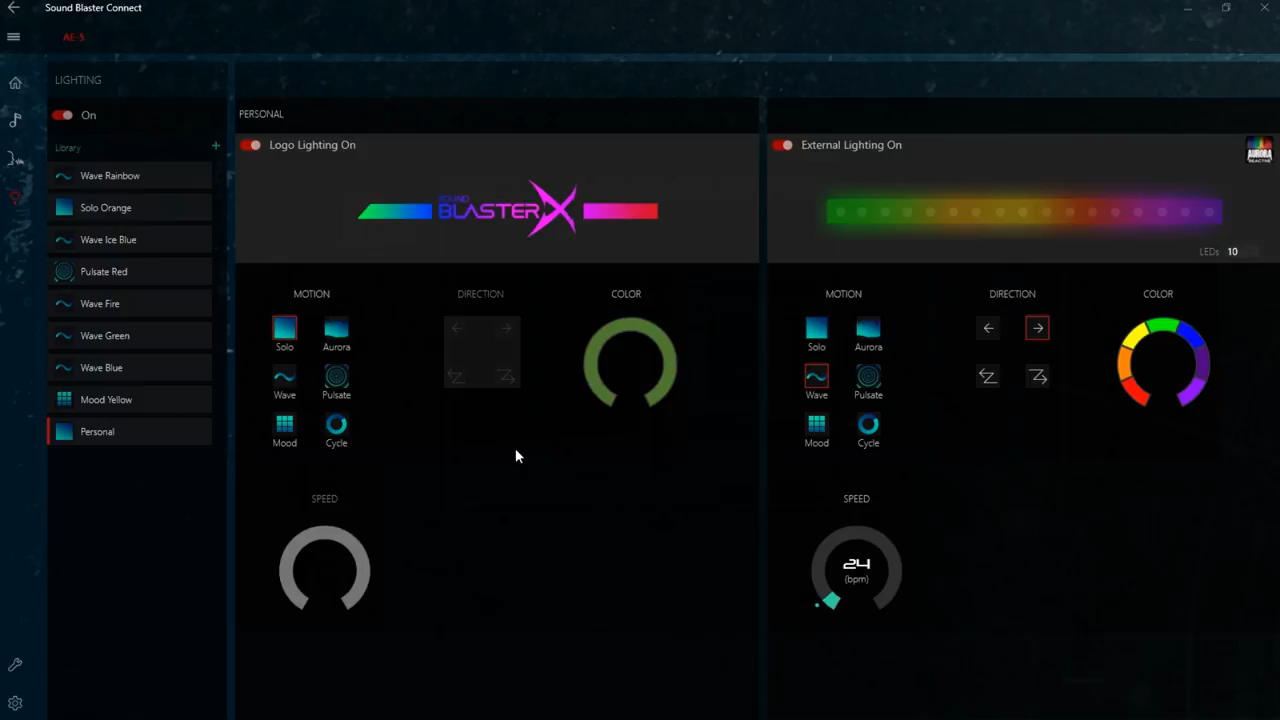 Sound Blaster Connect
AE-5
LIGHTING
On
Library +
Wave Rainbow
Solo Orange
Wave Ice Blue
Pulsate Red
Wave Fire
Wave Green
Wave Blue
Mood Yellow
Personal
PERSONAL
Logo Lighting On
SOUND
BLASTERX
MOTION
Solo Aurora
Wave Pulsate
Mood Cycle
DIRECTION
COLOR
SPEED
External Lighting On
AURORA
REACTIVE
LEDs 10
MOTION
Solo Aurora
Wave Pulsate
Mood Cycle
DIRECTION
COLOR
SPEED
24
(bpm)